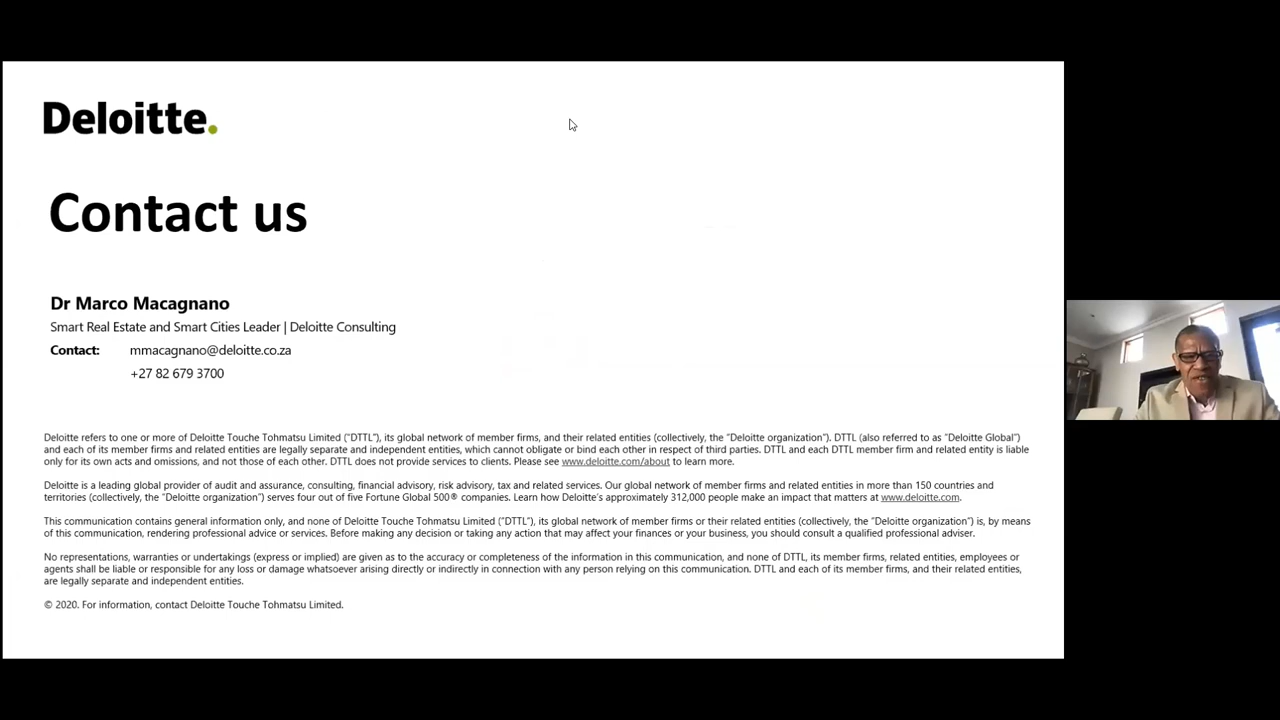 Deloitte.
Contact us
Dr Marco Macagnano
Smart Real Estate and Smart Cities Leader | Deloitte Consulting
Contact: mmacagnano@deloitte.co.za
+27 82 679 3700
Deloitte refers to one or more of Deloitte Touche Tohmatsu Limited (“DTTL”), its global network of member firms, and their related entities (collectively, the “Deloitte organization”). DTTL (also referred to as “Deloitte Global”)
and each of its member firms and related entities are legally separate and independent entities, which cannot obligate or bind each other in respect of third parties. DTTL and each DTTL member firm and related entity is liable
only for its own acts and omissions, and not those of each other. DTTL does not provide services to clients. Please see www.deloitte.com/about to learn more.
Deloitte is a leading global provider of audit and assurance, consulting, financial advisory, risk advisory, tax and related services. Our global network of member firms and related entities in more than 150 countries and
territories (collectively, the “Deloitte organization”) serves four out of five Fortune Global 500® companies. Learn how Deloitte’s approximately 312,000 people make an impact that matters at www.deloitte.com.
This communication contains general information only, and none of Deloitte Touche Tohmatsu Limited (“DTTL”), its global network of member firms or their related entities (collectively, the “Deloitte organization”) is, by means
of this communication, rendering professional advice or services. Before making any decision or taking any action that may affect your finances or your business, you should consult a qualified professional adviser.
No representations, warranties or undertakings (express or implied) are given as to the accuracy or completeness of the information in this communication, and none of DTTL, its member firms, related entities, employees or
agents shall be liable or responsible for any loss or damage whatsoever arising directly or indirectly in connection with any person relying on this communication. DTTL and each of its member firms, and their related entities,
are legally separate and independent entities.
© 2020. For information, contact Deloitte Touche Tohmatsu Limited.